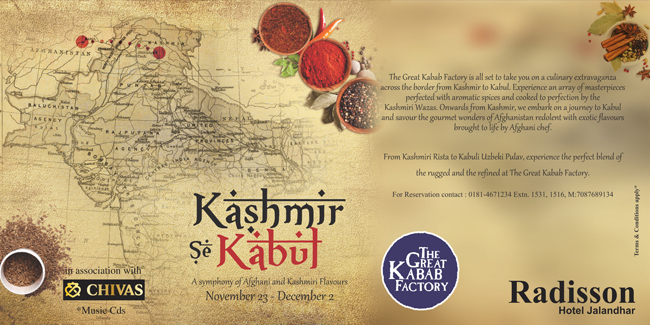 AFGHANISTAN
BALUCHISTAN
AGENCY
RAJPUTANA
AGENCY
PROVINCES
Kashmir
Se Kabul
A symphony of Afghani and Kashmiri Flavours
November 23 - December 2
in association with
CHIVAS
*Music Cds
The Great Kabab Factory is all set to take you on a culinary extravaganza
across the border from Kashmir to Kabul. Experience an array of masterpieces
perfected with aromatic spices and cooked to perfection by the
Kashmiri Wazas. Onwards from Kashmir, we embark on a journey to Kabul
and savour the gourmet wonders of Afghanistan redolent with exotic flavours
brought to life by Afghani chef.
From Kashmiri Rista to Kabuli Uzbeki Pulav, experience the perfect blend of
the rugged and the refined at The Great Kabab Factory.
For Reservation contact : 0181-4671234 Extn. 1531, 1516, M:7087689134
Terms & Conditions apply*
THE
GREAT
KABAB
FACTORY
Radisson
Hotel Jalandhar